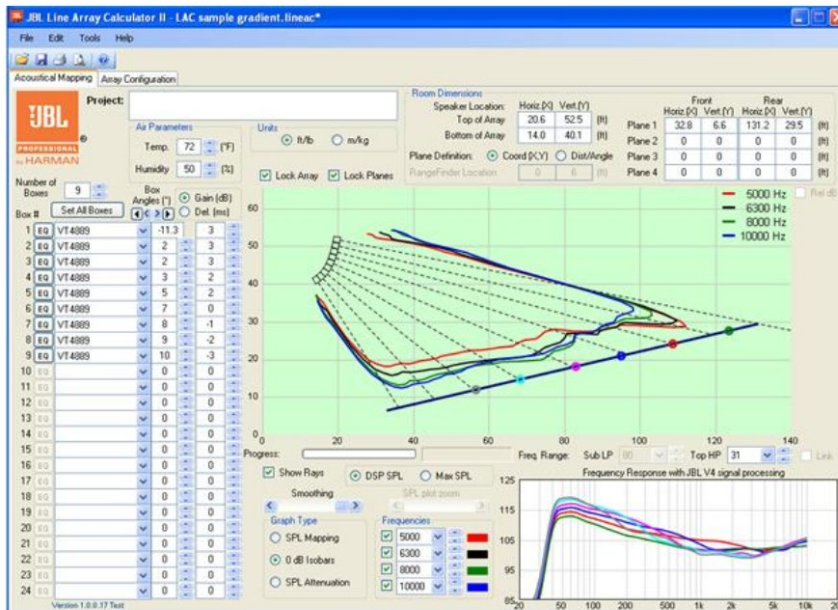 JBL Line Array Calculator II - LAC sample gradient.lineac*
File Edit Tools Help
Acoustical Mapping Array Configuration
JBL
PROFESSIONAL
by HARMAN
®
Project:
Air Parameters
Temp. 72 (°F)
Humidity 50 (%)
Units
ft/lb m/kg
Lock Array Lock Planes
Room Dimensions
Speaker Location: Horiz.(X) Vert.(Y)
Top of Array 20.6 52.5 (ft)
Bottom of Array 14.0 40.1 (ft)
Plane Definition: Coord (X,Y) Dist/Angle
RangeFinder Location 0 6 (ft)
Front Rear
Horiz.(X) Vert.(Y) Horiz.(X) Vert.(Y)
Plane 1 32.8 6.6 131.2 29.5 (ft)
Plane 2 0 0 0 0 (ft)
Plane 3 0 0 0 0 (ft)
Plane 4 0 0 0 0 (ft)
Rel dB
Number of Boxes 9
Set All Boxes
Box Angles (°)
Gain (dB)
Del. (ms)
Box #
1 EQ VT4889 -11.3 3
2 EQ VT4889 2 3
3 EQ VT4889 2 3
4 EQ VT4889 3 2
5 EQ VT4889 5 2
6 EQ VT4889 7 0
7 EQ VT4889 8 -1
8 EQ VT4889 9 -2
9 EQ VT4889 10 -3
10 EQ 0 0
11 EQ 0 0
12 EQ 0 0
13 EQ 0 0
14 EQ 0 0
15 EQ 0 0
16 EQ 0 0
17 EQ 0 0
18 EQ 0 0
19 EQ 0 0
20 EQ 0 0
21 EQ 0 0
22 EQ 0 0
23 EQ 0 0
24 EQ 0 0
Version 1.0.0.17 Test
5000 Hz
6300 Hz
8000 Hz
10000 Hz
60
50
40
30
20
10
0 20 40 60 80 100 120 140
Progress:
Freq. Range: Sub LP 80 Top HP 31 Link
Show Rays DSP SPL Max SPL
Smoothing SPL plot zoom
Graph Type
SPL Mapping
0 dB Isobars
SPL Attenuation
Frequencies
5000
6300
8000
10000
Frequency Response with JBL V4 signal processing
125
115
105
95
85
20 50 100 200 500 1k 2k 5k 10k 20